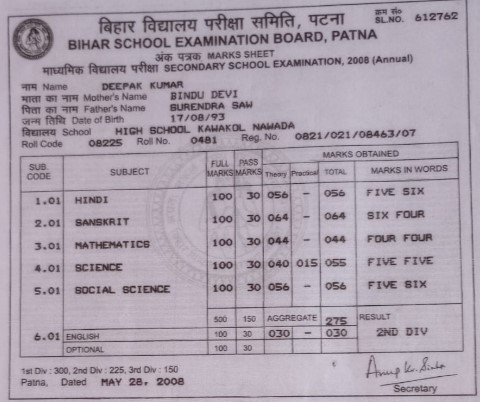 बिहार विद्यालय परीक्षा समिति, पटना
क्रम सं०
SL.NO. 612762
BIHAR SCHOOL EXAMINATION BOARD, PATNA
अंक पत्रक MARKS SHEET
माध्यमिक विद्यालय परीक्षा SECONDARY SCHOOL EXAMINATION, 2008 (Annual)
नाम Name DEEPAK KUMAR
माता का नाम Mother's Name BINDU DEVI
पिता का नाम Father's Name SURENDRA SAW
जन्म तिथि Date of Birth 17/08/93
विद्यालय School HIGH SCHOOL KAWAKOL NAWADA
Roll Code 08225 Roll No. 0481 Reg. No. 0821/021/08463/07
SUB. CODE SUBJECT FULL MARKS PASS MARKS MARKS OBTAINED
Theory Practical TOTAL MARKS IN WORDS
1.01 HINDI 100 30 056 - 056 FIVE SIX
2.01 SANSKRIT 100 30 064 - 064 SIX FOUR
3.01 MATHEMATICS 100 30 044 - 044 FOUR FOUR
4.01 SCIENCE 100 30 040 015 055 FIVE FIVE
5.01 SOCIAL SCIENCE 100 30 056 - 056 FIVE SIX
500 150 AGGREGATE 275 RESULT
6.01 ENGLISH 100 30 030 - 030 2ND DIV
OPTIONAL 100 30
1st Div : 300, 2nd Div : 225, 3rd Div : 150
Patna, Dated MAY 28, 2008
Secretary